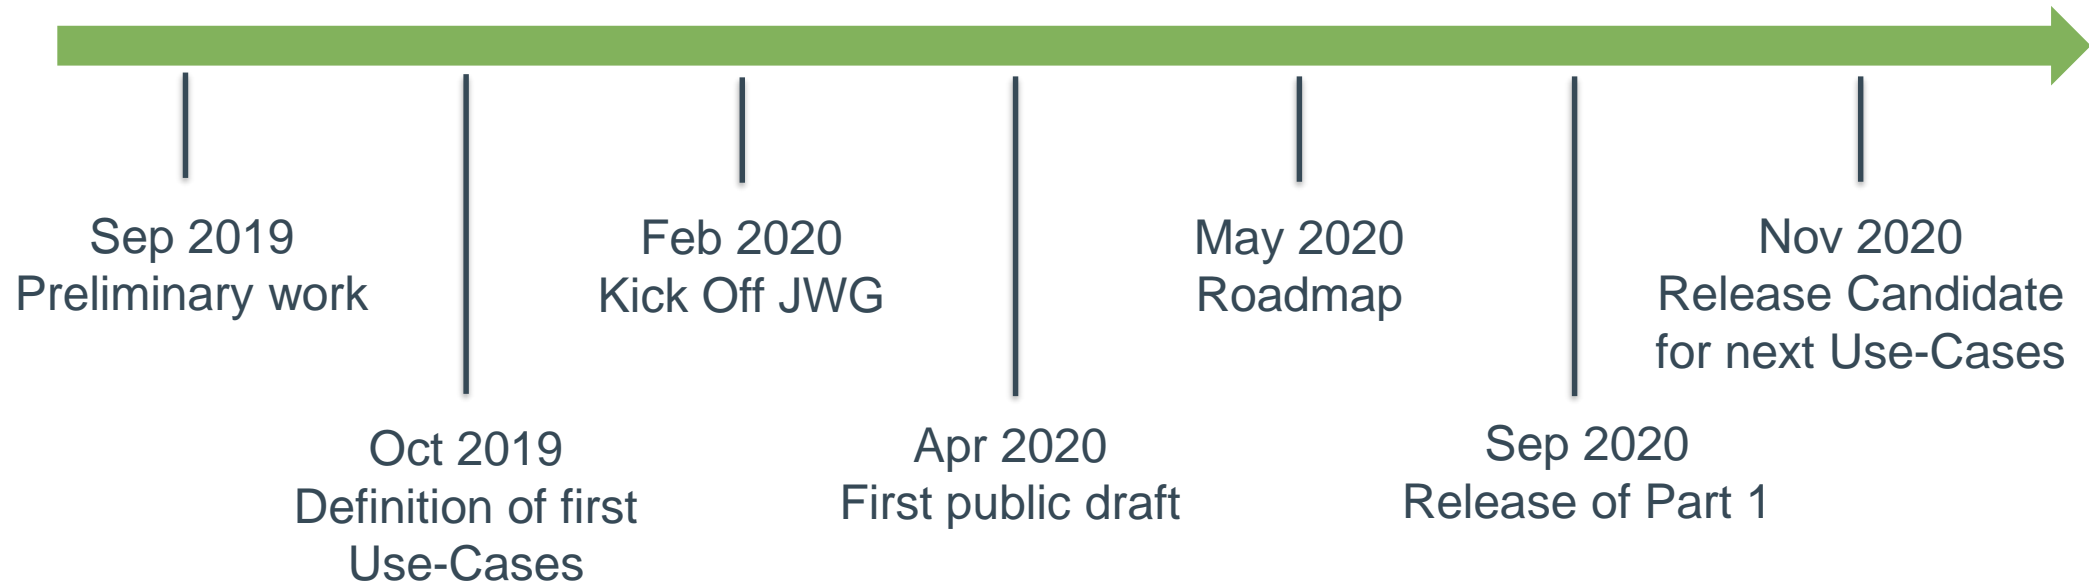 Sep 2019
Preliminary work
Oct 2019
Definition of first
Use-Cases
Feb 2020
Kick Off JWG
Apr 2020
First public draft
May 2020
Roadmap
Sep 2020
Release of Part 1
Nov 2020
Release Candidate
for next Use-Cases